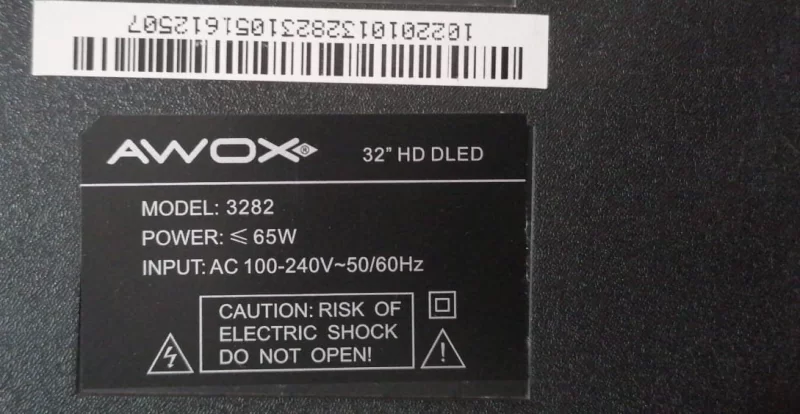 10220101328231051612507
AWOX® 32" HD DLED
MODEL: 3282
POWER: ≤ 65W
INPUT: AC 100-240V~50/60Hz
CAUTION: RISK OF
ELECTRIC SHOCK
DO NOT OPEN!